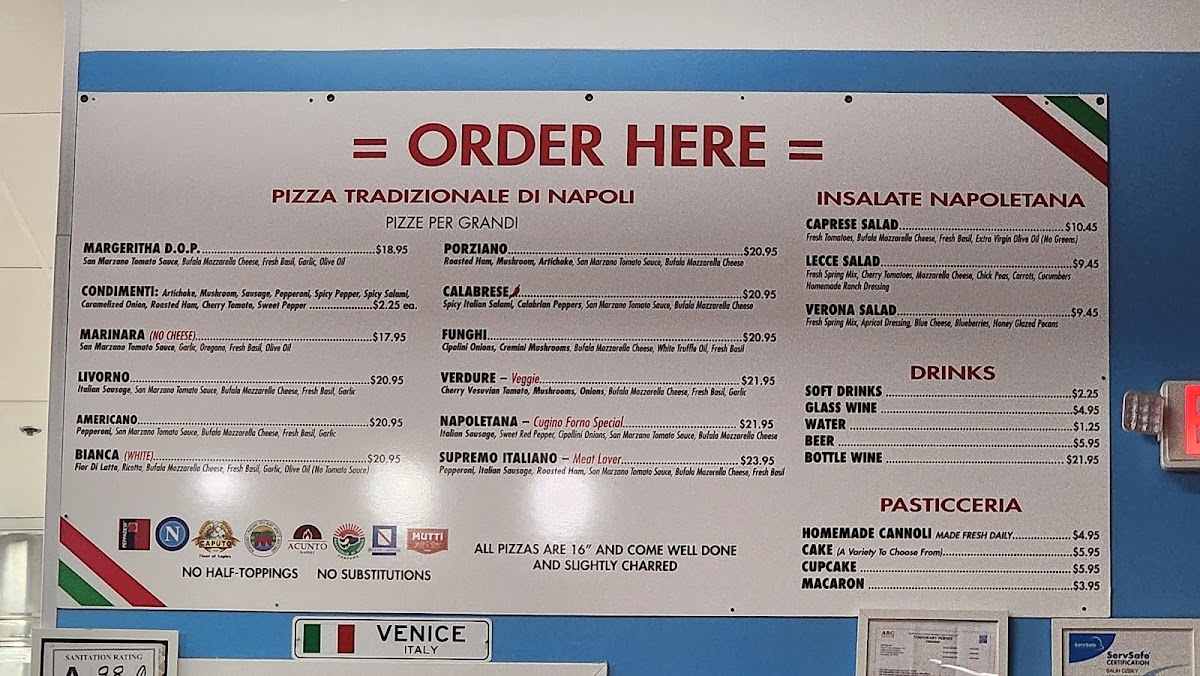 = ORDER HERE =
PIZZA TRADIZIONALE DI NAPOLI
PIZZE PER GRANDI
MARGERITHA D.O.P. $18.95
San Marzano Tomato Sauce, Bufala Mozzarella Cheese, Fresh Basil, Garlic, Olive Oil
CONDIMENTI: Artichoke, Mushroom, Sausage, Pepperoni, Spicy Pepper, Spicy Salami,
Caramelized Onion, Roasted Ham, Cherry Tomato, Sweet Pepper $2.25 ea.
MARINARA (NO CHEESE) $17.95
San Marzano Tomato Sauce, Garlic, Oregano, Fresh Basil, Olive Oil
LIVORNO $20.95
Italian Sausage, San Marzano Tomato Sauce, Bufala Mozzarella Cheese, Fresh Basil, Garlic
AMERICANO $20.95
Pepperoni, San Marzano Tomato Sauce, Bufala Mozzarella Cheese, Fresh Basil, Garlic
BIANCA (WHITE) $20.95
Fior Di Latte, Ricotta, Bufala Mozzarella Cheese, Fresh Basil, Garlic, Olive Oil (No Tomato Sauce)
PORZIANO $20.95
Roasted Ham, Mushroom, Artichoke, San Marzano Tomato Sauce, Bufala Mozzarella Cheese
CALABRESE $20.95
Spicy Italian Salami, Calabrian Peppers, San Marzano Tomato Sauce, Bufala Mozzarella Cheese
FUNGHI $20.95
Cipolini Onions, Cremini Mushrooms, Bufala Mozzarella Cheese, White Truffle Oil, Fresh Basil
VERDURE – Veggie $21.95
Cherry Vesuvian Tomato, Mushrooms, Onions, Bufala Mozzarella Cheese, Fresh Basil, Garlic
NAPOLETANA – Cugino Forno Special $21.95
Italian Sausage, Sweet Red Pepper, Cipollini Onions, San Marzano Tomato Sauce, Bufala Mozzarella Cheese
SUPREMO ITALIANO – Meat Lover $23.95
Pepperoni, Italian Sausage, Roasted Ham, San Marzano Tomato Sauce, Bufala Mozarella Cheese, Fresh Basil
INSALATE NAPOLETANA
CAPRESE SALAD $10.45
Fresh Tomatoes, Bufala Mozzarella Cheese, Fresh Basil, Extra Virgin Olive Oil (No Greens)
LECCE SALAD $9.45
Fresh Spring Mix, Cherry Tomatoes, Mozzarella Cheese, Chick Peas, Carrots, Cucumbers
Homemade Ranch Dressing
VERONA SALAD $9.45
Fresh Spring Mix, Apricot Dressing, Blue Cheese, Blueberries, Honey Glazed Pecans
DRINKS
SOFT DRINKS $2.25
GLASS WINE $4.95
WATER $1.25
BEER $5.95
BOTTLE WINE $21.95
PASTICCERIA
HOMEMADE CANNOLI MADE FRESH DAILY $4.95
CAKE (A Variety To Choose From) $5.95
CUPCAKE $5.95
MACARON $3.95
N
CAPUTO
ACUNTO
NAPOLI
MUTTI
NO HALF-TOPPINGS NO SUBSTITUTIONS
ALL PIZZAS ARE 16” AND COME WELL DONE
AND SLIGHTLY CHARRED
VENICE
ITALY
SANITATION RATING
A 98.0
ServSafe
ServSafe
CERTIFICATION